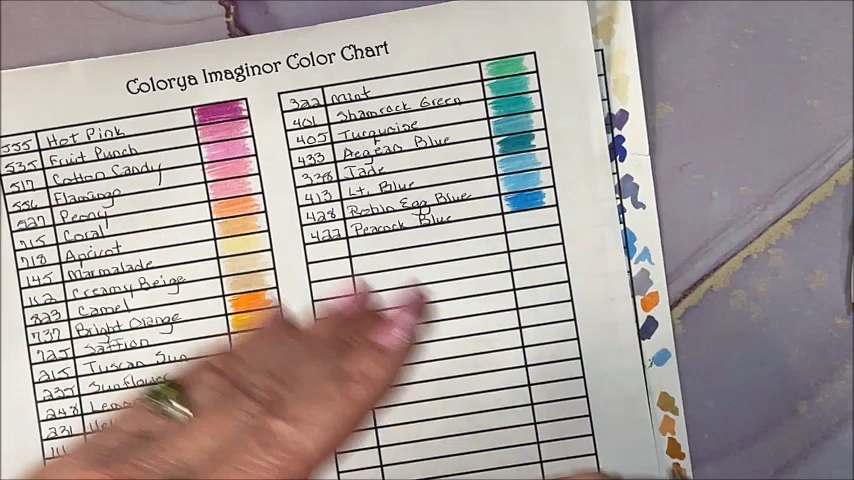 Colorya Imaginor Color Chart
555 Hot Pink
535 Fruit Punch
517 Cotton Candy
556 Flamingo
527 Peony
715 Coral
718 Apricot
145 Marmalade
162 Creamy Beige
823 Camel
737 Bright Orange
725 Saffron
215 Tuscan Sun
235 Sunflower
248
231
322 Mint
401 Shamrock Green
405 Turquoise
433 Aegean Blue
338 Jade
413 Lt. Blue
428 Robin Egg Blue
422 Peacock Blue